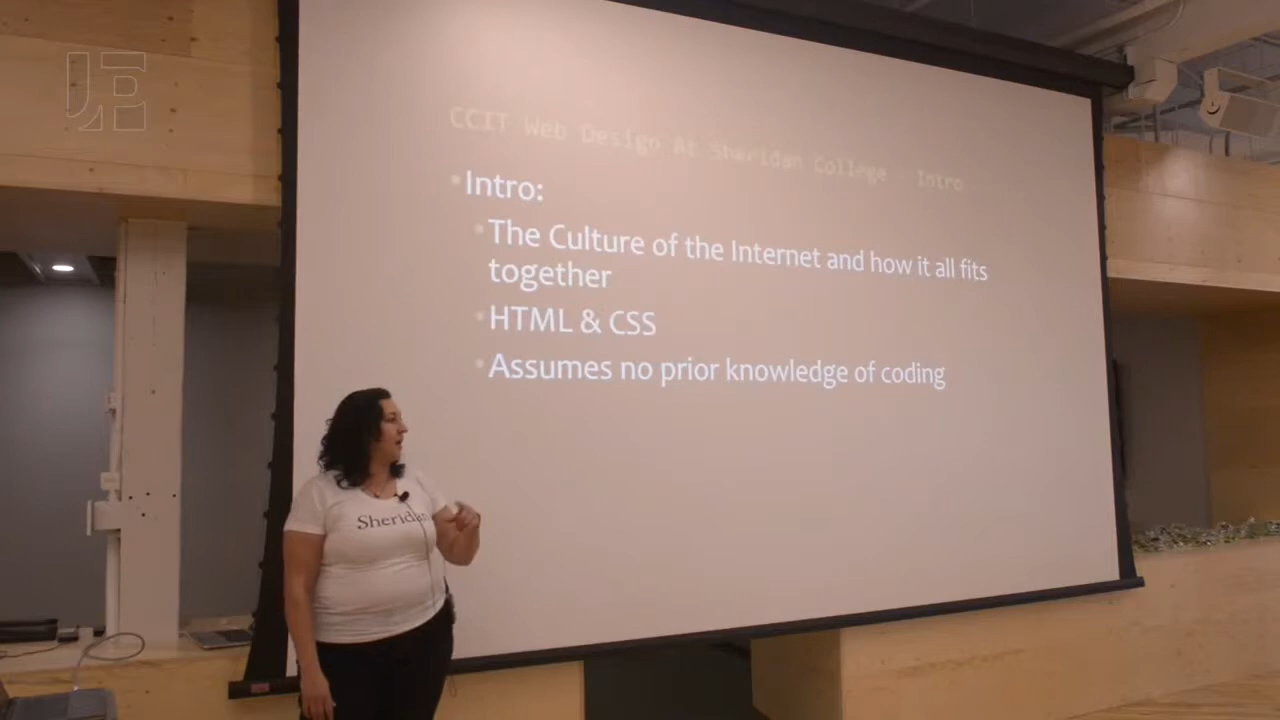 CCIT Web Design At Sheridan College - Intro
Intro:
The Culture of the Internet and how it all fits
together
HTML & CSS
Assumes no prior knowledge of coding
Sheridan